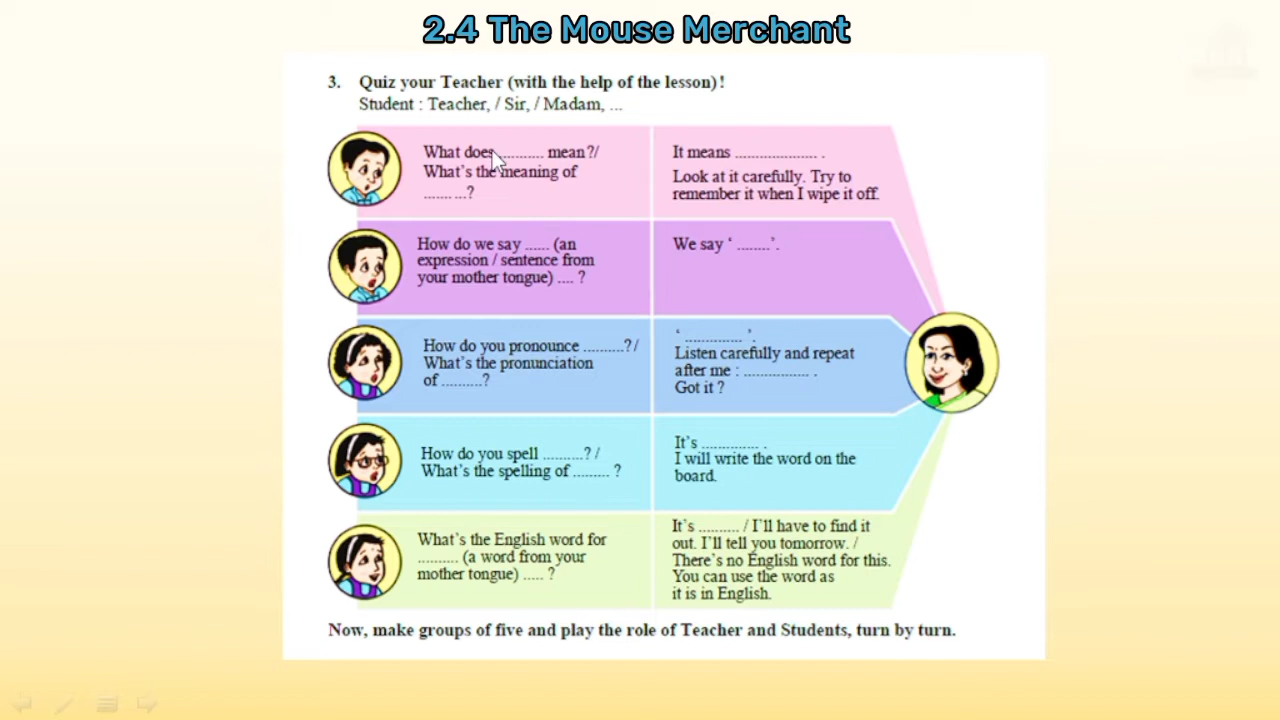 2.4 The Mouse Merchant
3. Quiz your Teacher (with the help of the lesson)!
Student : Teacher, / Sir, / Madam, ...
What does .......... mean?/
What's the meaning of
....... ...?
It means .................... .
Look at it carefully. Try to
remember it when I wipe it off.
How do we say ...... (an
expression / sentence from
your mother tongue) .... ?
We say ‘ ........’.
How do you pronounce ..........? /
What's the pronunciation
of ..........?
‘ .............. ’.
Listen carefully and repeat
after me : ................ .
Got it ?
How do you spell ..........? /
What's the spelling of ......... ?
It's .............. .
I will write the word on the
board.
What's the English word for
.......... (a word from your
mother tongue) ..... ?
It's .......... / I'll have to find it
out. I'll tell you tomorrow. /
There's no English word for this.
You can use the word as
it is in English.
Now, make groups of five and play the role of Teacher and Students, turn by turn.